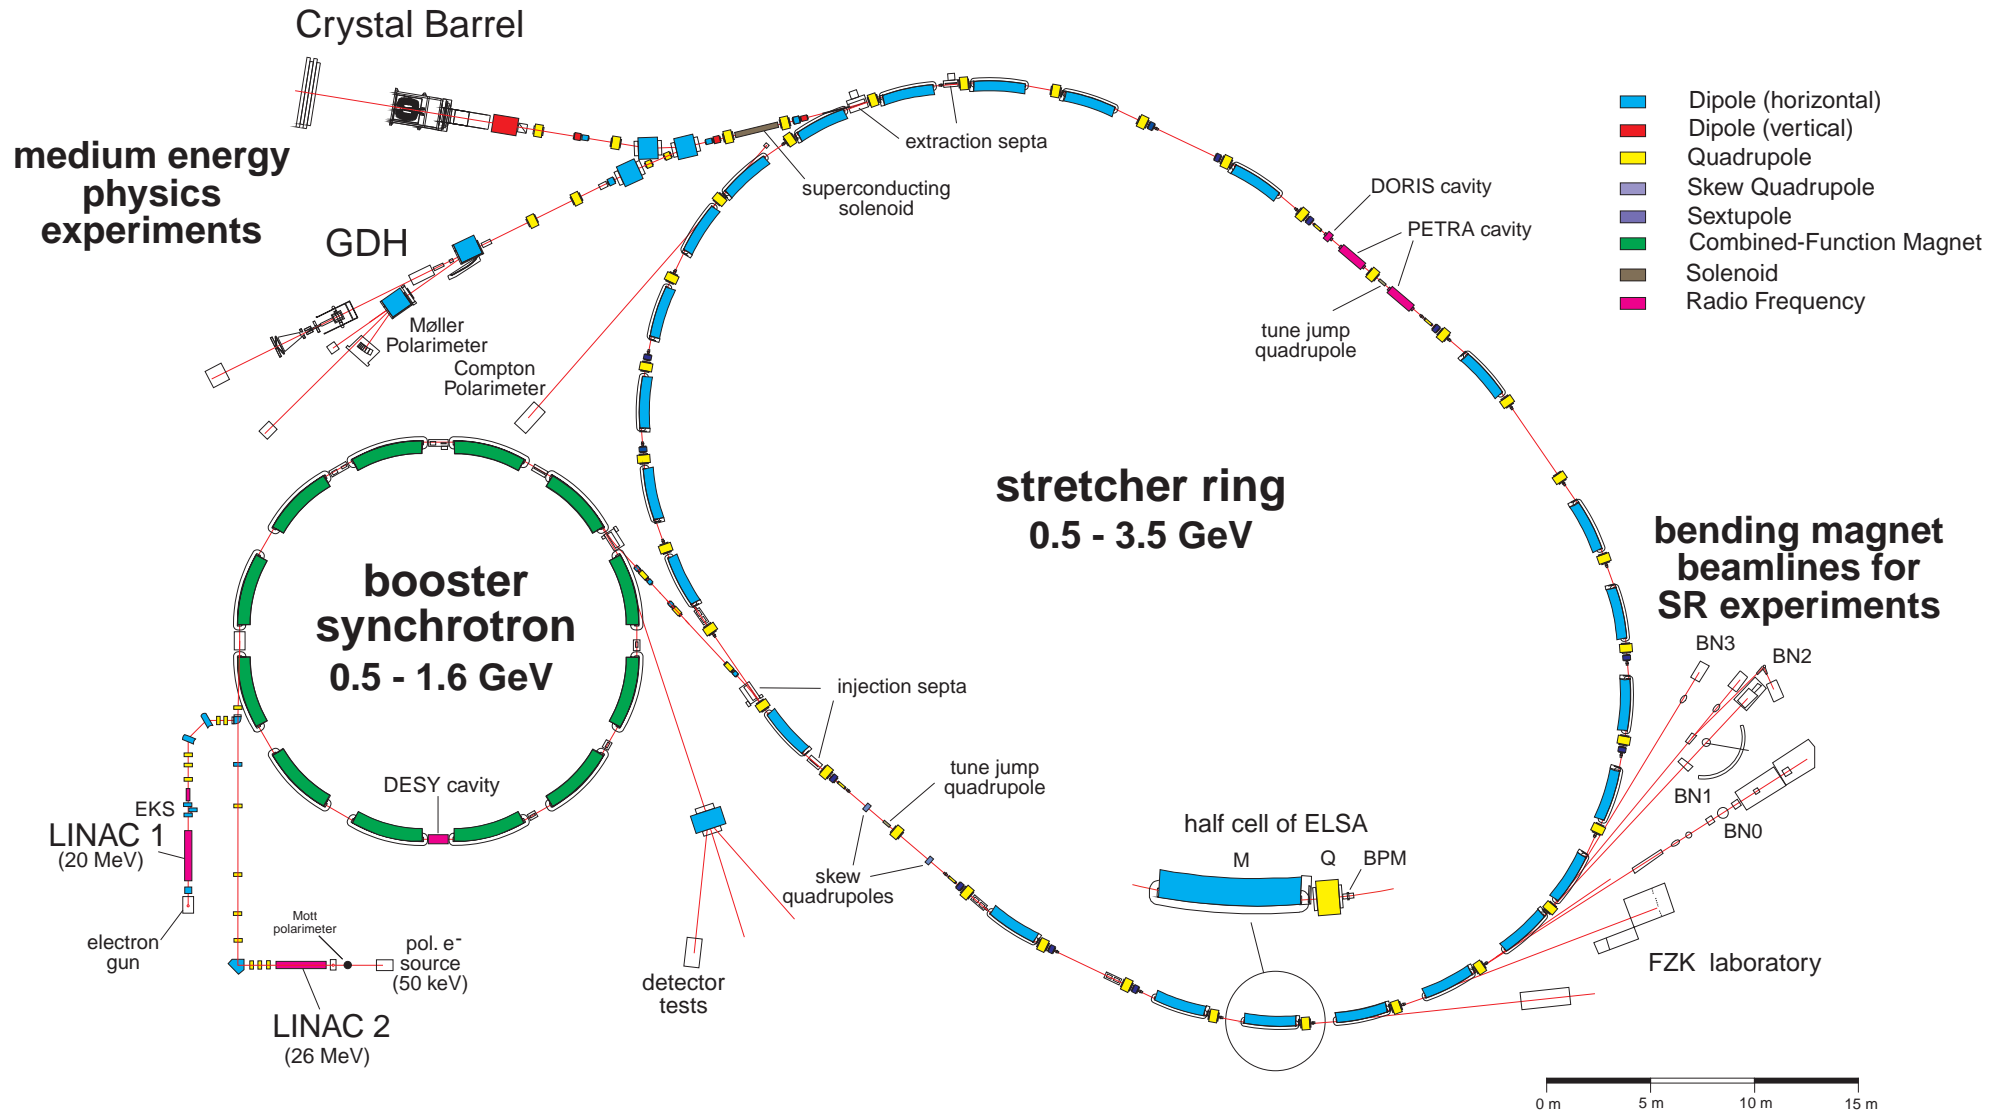 Crystal Barrel
medium energy
physics
experiments
GDH
Møller
Polarimeter
Compton
Polarimeter
extraction septa
superconducting
solenoid
DORIS cavity
PETRA cavity
tune jump
quadrupole
Dipole (horizontal)
Dipole (vertical)
Quadrupole
Skew Quadrupole
Sextupole
Combined-Function Magnet
Solenoid
Radio Frequency
stretcher ring
0.5 - 3.5 GeV
booster
synchrotron
0.5 - 1.6 GeV
bending magnet
beamlines for
SR experiments
BN3
BN2
BN1
BN0
injection septa
tune jump
quadrupole
skew
quadrupoles
DESY cavity
EKS
LINAC 1
(20 MeV)
electron
gun
Mott
polarimeter
pol. e-
source
(50 keV)
LINAC 2
(26 MeV)
detector
tests
half cell of ELSA
M
Q
BPM
FZK laboratory
0 m
5 m
10 m
15 m